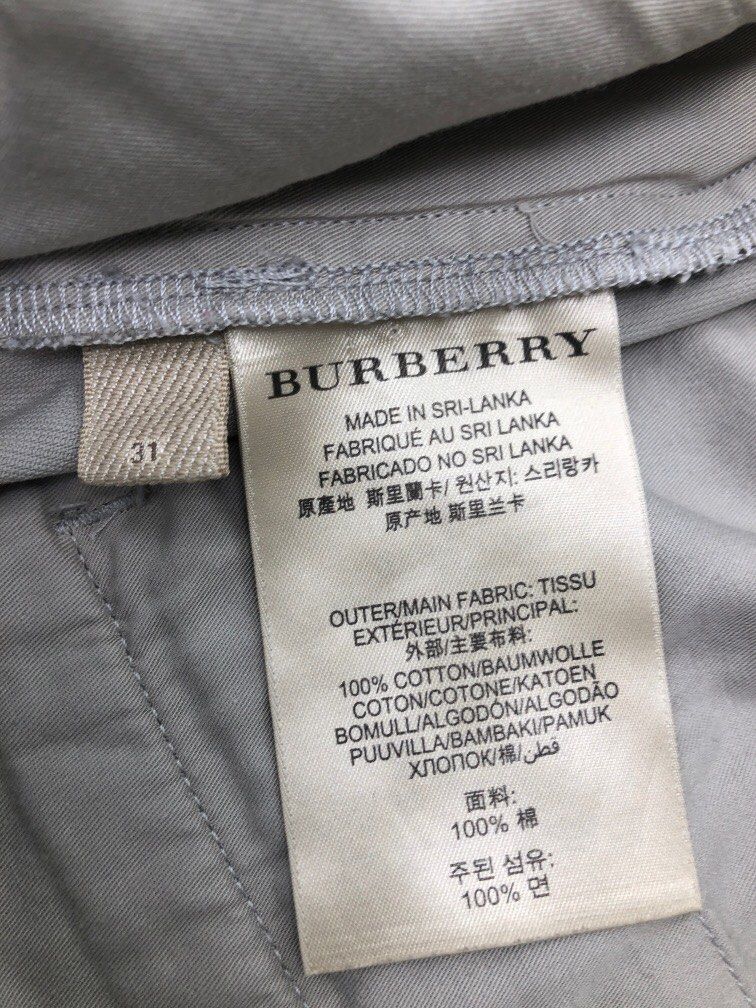 31
BURBERRY
MADE IN SRI-LANKA
FABRIQUÉ AU SRI LANKA
FABRICADO NO SRI LANKA
原產地 斯里蘭卡/ 원산지: 스리랑카
原产地 斯里兰卡
OUTER/MAIN FABRIC: TISSU
EXTÉRIEUR/PRINCIPAL:
外部/主要布料:
100% COTTON/BAUMWOLLE
COTON/COTONE/KATOEN
BOMULL/ALGODÓN/ALGODÃO
PUUVILLA/BAMBAKI/PAMUK
ХЛОПОК/棉/قطن
面料:
100% 棉
주된 섬유:
100% 면